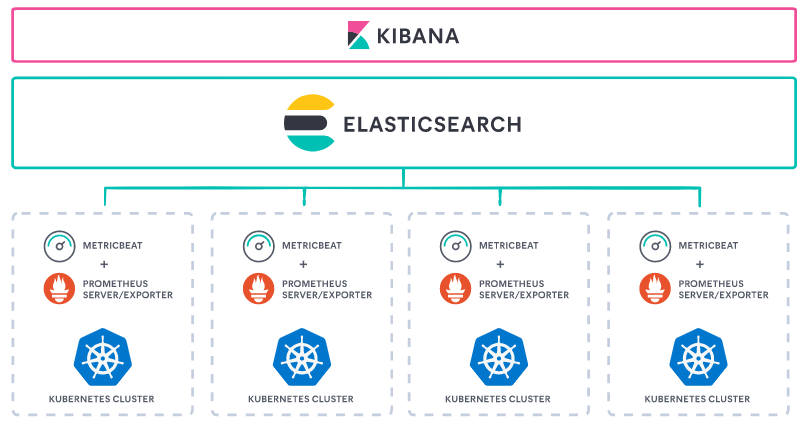 KIBANA
ELASTICSEARCH
METRICBEAT
+
PROMETHEUS
SERVER/EXPORTER
KUBERNETES CLUSTER
METRICBEAT
+
PROMETHEUS
SERVER/EXPORTER
KUBERNETES CLUSTER
METRICBEAT
+
PROMETHEUS
SERVER/EXPORTER
KUBERNETES CLUSTER
METRICBEAT
+
PROMETHEUS
SERVER/EXPORTER
KUBERNETES CLUSTER